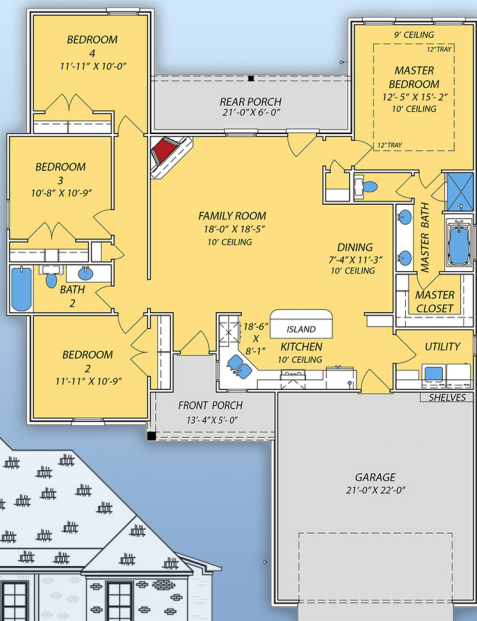 BEDROOM
4
11'-11" X 10'-0"
9' CEILING
12"TRAY
MASTER
BEDROOM
12'- 5" X 15'- 2"
10' CEILING
12"TRAY
REAR PORCH
21'-0"X 6'- 0"
BEDROOM
3
10'-8" X 10'-9"
FAMILY ROOM
18'-0" X 18'-5"
10' CEILING
DINING
7'-4"X 11'-3"
10' CEILING
MASTER BATH
MASTER
CLOSET
BATH
2
BEDROOM
2
11'-11" X 10'-9"
18'-6"
X
8'-1"
ISLAND
KITCHEN
10' CEILING
UTILITY
SHELVES
FRONT PORCH
13'- 4"X 5'- 0"
GARAGE
21'-0"X 22'-0"